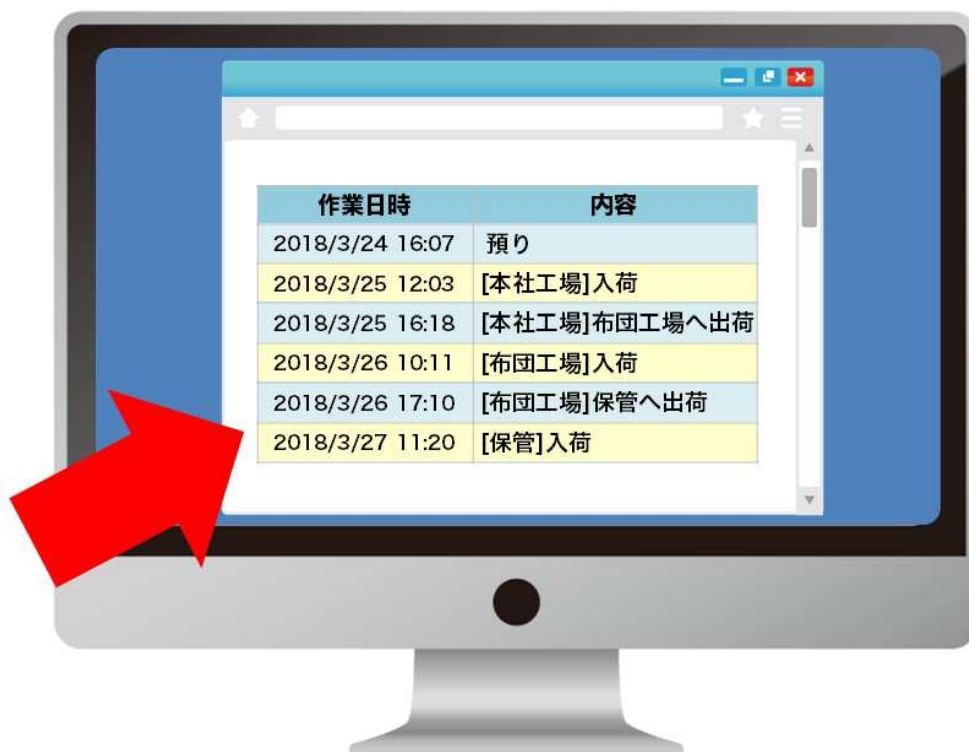 作業日時 内容
2018/3/24 16:07 預り
2018/3/25 12:03 [本社工場]入荷
2018/3/25 16:18 [本社工場]布団工場へ出荷
2018/3/26 10:11 [布団工場]入荷
2018/3/26 17:10 [布団工場]保管へ出荷
2018/3/27 11:20 [保管]入荷